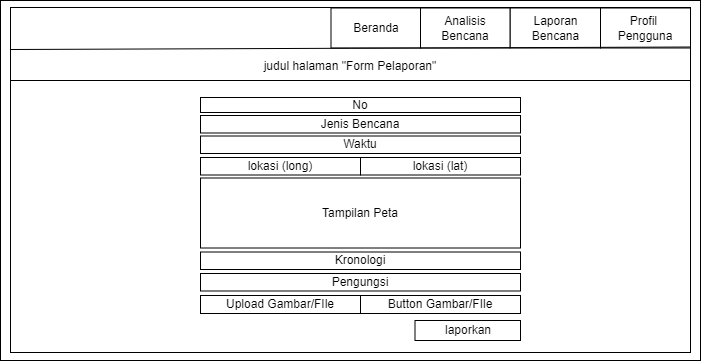 Beranda
Analisis
Bencana
Laporan
Bencana
Profil
Pengguna
judul halaman "Form Pelaporan"
No
Jenis Bencana
Waktu
lokasi (long)
lokasi (lat)
Tampilan Peta
Kronologi
Pengungsi
Upload Gambar/FIle
Button Gambar/FIle
laporkan